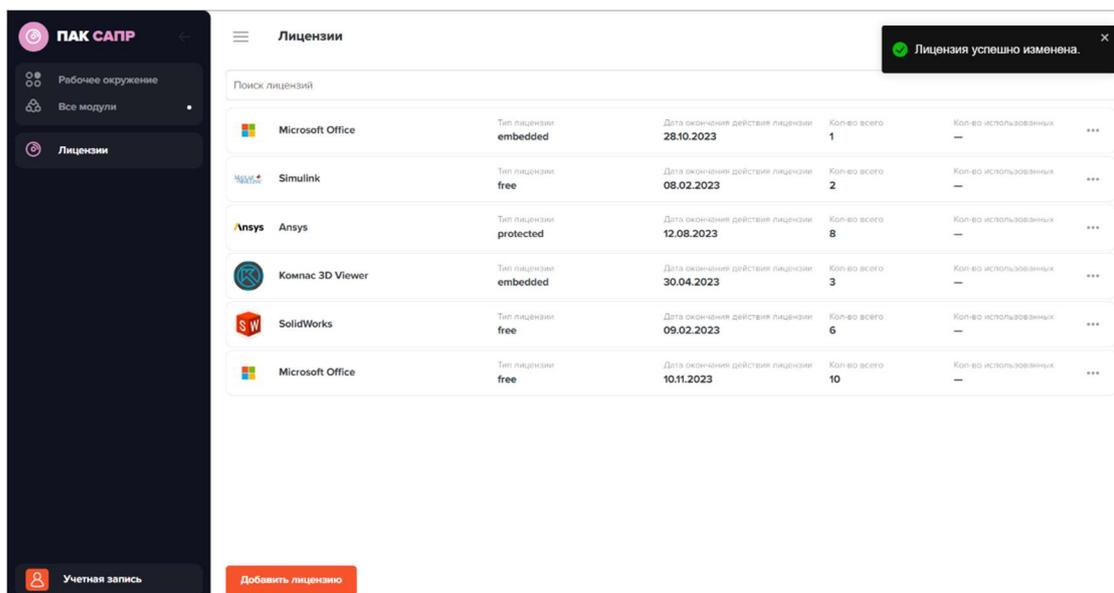 ПАК САПР
Рабочее окружение
Все модули
Лицензии
Учетная запись
Лицензии
Лицензия успешно изменена.
Поиск лицензий
Microsoft Office
Тип лицензии
embedded
Дата окончания действия лицензии
28.10.2023
Кол-во всего
1
Кол-во использованных
—
Simulink
Тип лицензии
free
Дата окончания действия лицензии
08.02.2023
Кол-во всего
2
Кол-во использованных
—
Ansys
Ansys
Тип лицензии
protected
Дата окончания действия лицензии
12.08.2023
Кол-во всего
8
Кол-во использованных
—
Компас 3D Viewer
Тип лицензии
embedded
Дата окончания действия лицензии
30.04.2023
Кол-во всего
3
Кол-во использованных
—
SW
SolidWorks
Тип лицензии
free
Дата окончания действия лицензии
09.02.2023
Кол-во всего
6
Кол-во использованных
—
Microsoft Office
Тип лицензии
free
Дата окончания действия лицензии
10.11.2023
Кол-во всего
10
Кол-во использованных
—
Добавить лицензию